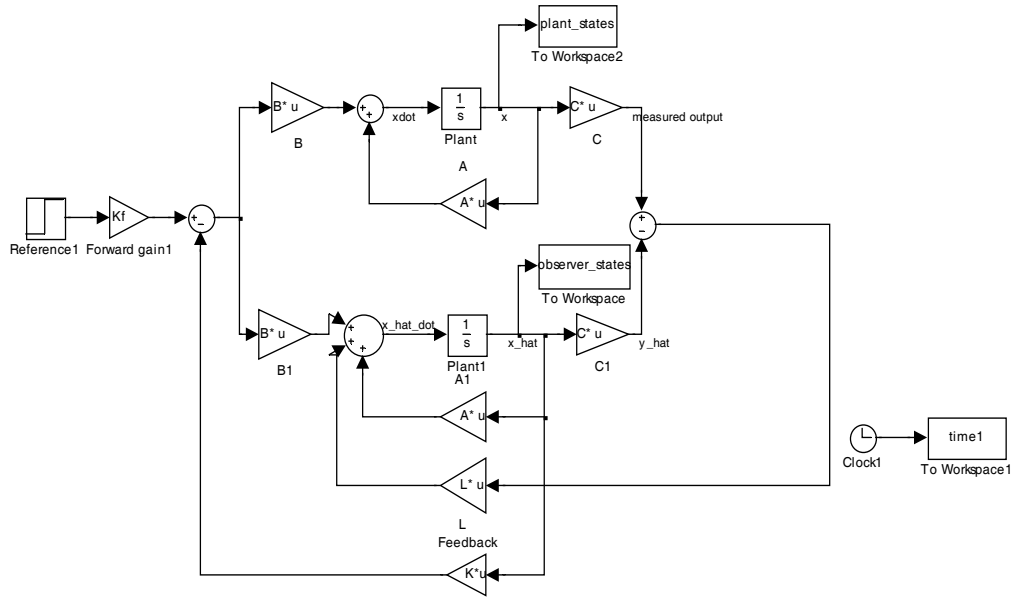 plant_states
To Workspace2
B* u
+
+
xdot
1
s
Plant
x
C* u
measured output
B
A
C
A* u
Reference1
Kf
Forward gain1
+
−
+
−
observer_states
To Workspace
B* u
B1
+
+
+
x_hat_dot
1
s
Plant1
x_hat
C* u
y_hat
C1
A1
A* u
L* u
L
Feedback
K*u
Clock1
time1
To Workspace1